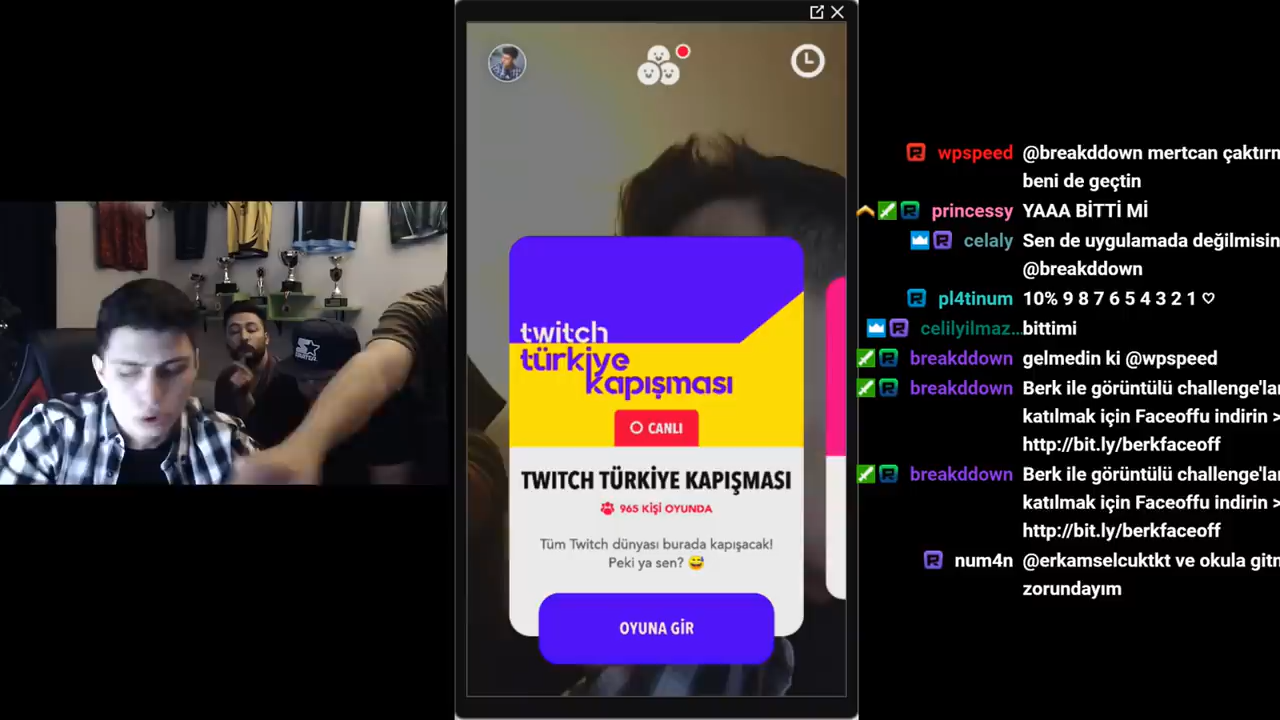 twitch
türkiye
kapışması
CANLI
TWITCH TÜRKİYE KAPIŞMASI
965 KİŞİ OYUNDA
Tüm Twitch dünyası burada kapışacak!
Peki ya sen? 😅
OYUNA GİR
wpspeed @breakddown mertcan çaktırn
beni de geçtin
princessy YAAA BİTTİ Mİ
celaly Sen de uygulamada değilmisin
@breakddown
pl4tinum 10% 9 8 7 6 5 4 3 2 1 ♡
celilyilmaz... bittimi
breakddown gelmedin ki @wpspeed
breakddown Berk ile görüntülü challenge'lar
katılmak için Faceoffu indirin >
http://bit.ly/berkfaceoff
breakddown Berk ile görüntülü challenge'lar
katılmak için Faceoffu indirin >
http://bit.ly/berkfaceoff
num4n @erkamselcuktkt ve okula gitn
zorundayım